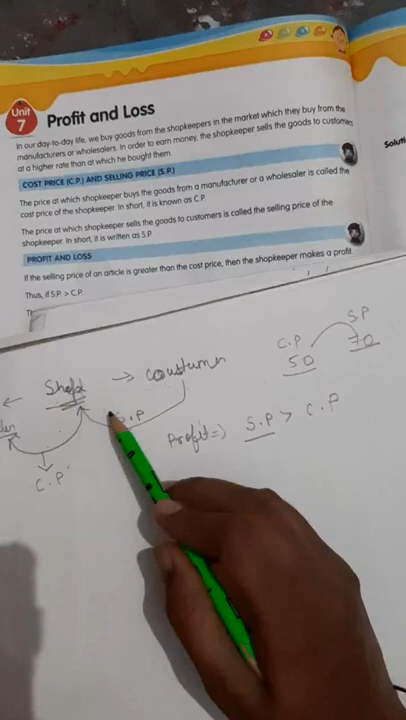 Unit
7
Profit and Loss
In our day-to-day life, we buy goods from the shopkeepers in the market which they buy from the
manufacturers or wholesalers. In order to earn money, the shopkeeper sells the goods to customers
at a higher rate than at which he bought them.
Soluti
COST PRICE (C.P.) AND SELLING PRICE (S.P.)
The price at which shopkeeper buys the goods from a manufacturer or a wholesaler is called the
cost price of the shopkeeper. In short, it is known as C.P.
The price at which shopkeeper sells the goods to customers is called the selling price of the
shopkeeper. In short, it is written as S.P.
PROFIT AND LOSS
If the selling price of an article is greater than the cost price, then the shopkeeper makes a profit.
Thus, if S.P. > C.P.
C.P S.P
50 70
← → coustumer
S.P
Profit => S.P > C.P
C.P